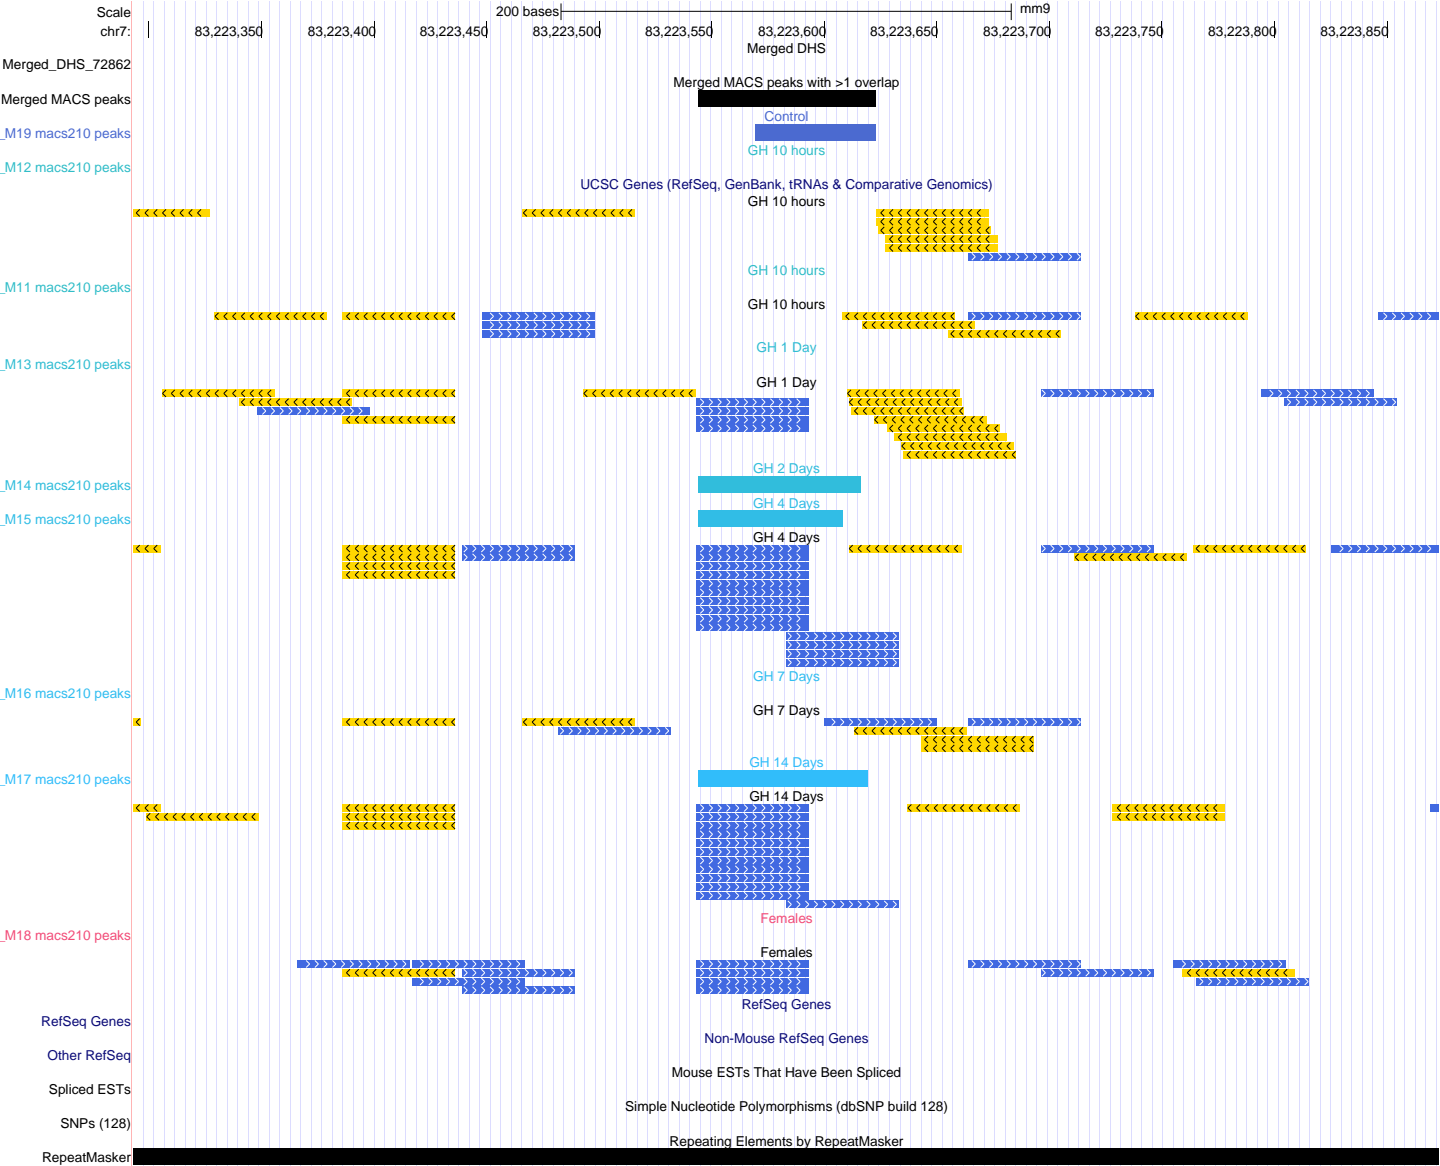 Scale 200 bases mm9
chr7: 83,223,350 83,223,400 83,223,450 83,223,500 83,223,550 83,223,600 83,223,650 83,223,700 83,223,750 83,223,800 83,223,850
Merged DHS
Merged_DHS_72862
Merged MACS peaks with >1 overlap
Merged MACS peaks
Control
_M19 macs210 peaks
GH 10 hours
_M12 macs210 peaks
UCSC Genes (RefSeq, GenBank, tRNAs & Comparative Genomics)
GH 10 hours
GH 10 hours
_M11 macs210 peaks
GH 10 hours
GH 1 Day
_M13 macs210 peaks
GH 1 Day
GH 2 Days
_M14 macs210 peaks
GH 4 Days
_M15 macs210 peaks
GH 4 Days
GH 7 Days
_M16 macs210 peaks
GH 7 Days
GH 14 Days
_M17 macs210 peaks
GH 14 Days
Females
_M18 macs210 peaks
Females
RefSeq Genes
RefSeq Genes
Non-Mouse RefSeq Genes
Other RefSeq
Mouse ESTs That Have Been Spliced
Spliced ESTs
Simple Nucleotide Polymorphisms (dbSNP build 128)
SNPs (128)
Repeating Elements by RepeatMasker
RepeatMasker